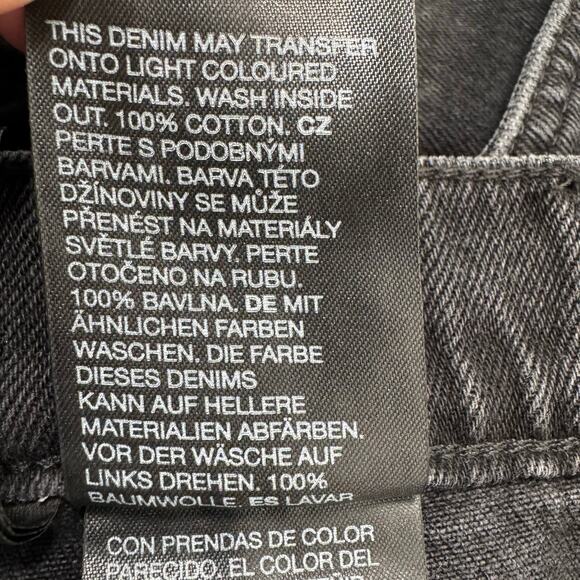 THIS DENIM MAY TRANSFER
ONTO LIGHT COLOURED
MATERIALS. WASH INSIDE
OUT. 100% COTTON. CZ
PERTE S PODOBNÝMI
BARVAMI. BARVA TÉTO
DŽÍNOVINY SE MŮŽE
PŘENÉST NA MATERIÁLY
SVĚTLÉ BARVY. PERTE
OTOČENO NA RUBU.
100% BAVLNA. DE MIT
ÄHNLICHEN FARBEN
WASCHEN. DIE FARBE
DIESES DENIMS
KANN AUF HELLERE
MATERIALIEN ABFÄRBEN.
VOR DER WÄSCHE AUF
LINKS DREHEN. 100%
BAUMWOLLE. ES LAVAR
CON PRENDAS DE COLOR
PARECIDO. EL COLOR DEL